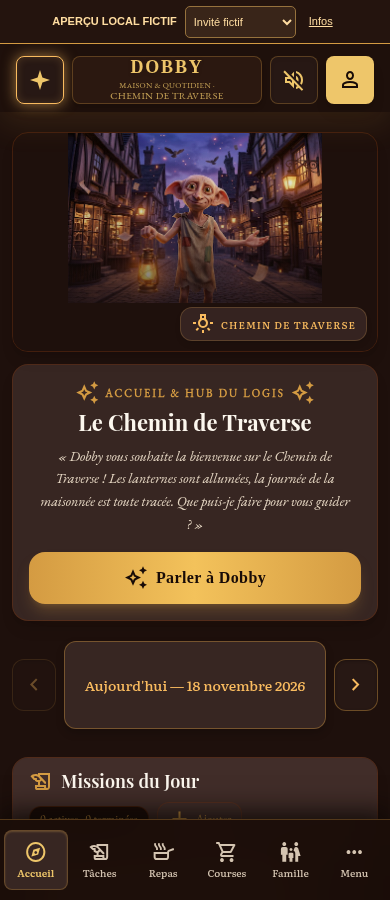 APERÇU LOCAL FICTIF Invité fictif Infos
DOBBY
MAISON & QUOTIDIEN ·
CHEMIN DE TRAVERSE
CHEMIN DE TRAVERSE
ACCUEIL & HUB DU LOGIS
Le Chemin de Traverse
« Dobby vous souhaite la bienvenue sur le Chemin de
Traverse ! Les lanternes sont allumées, la journée de la
maisonnée est toute tracée. Que puis-je faire pour vous guider
? »
Parler à Dobby
Aujourd'hui — 18 novembre 2026
Missions du Jour
Accueil Tâches Repas Courses Famille Menu